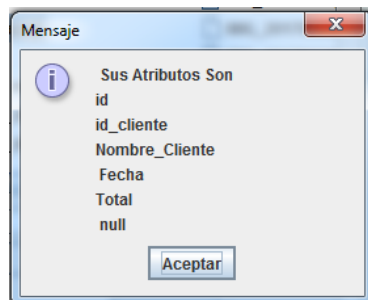 Mensaje
Sus Atributos Son
id
id_cliente
Nombre_Cliente
Fecha
Total
null
Aceptar